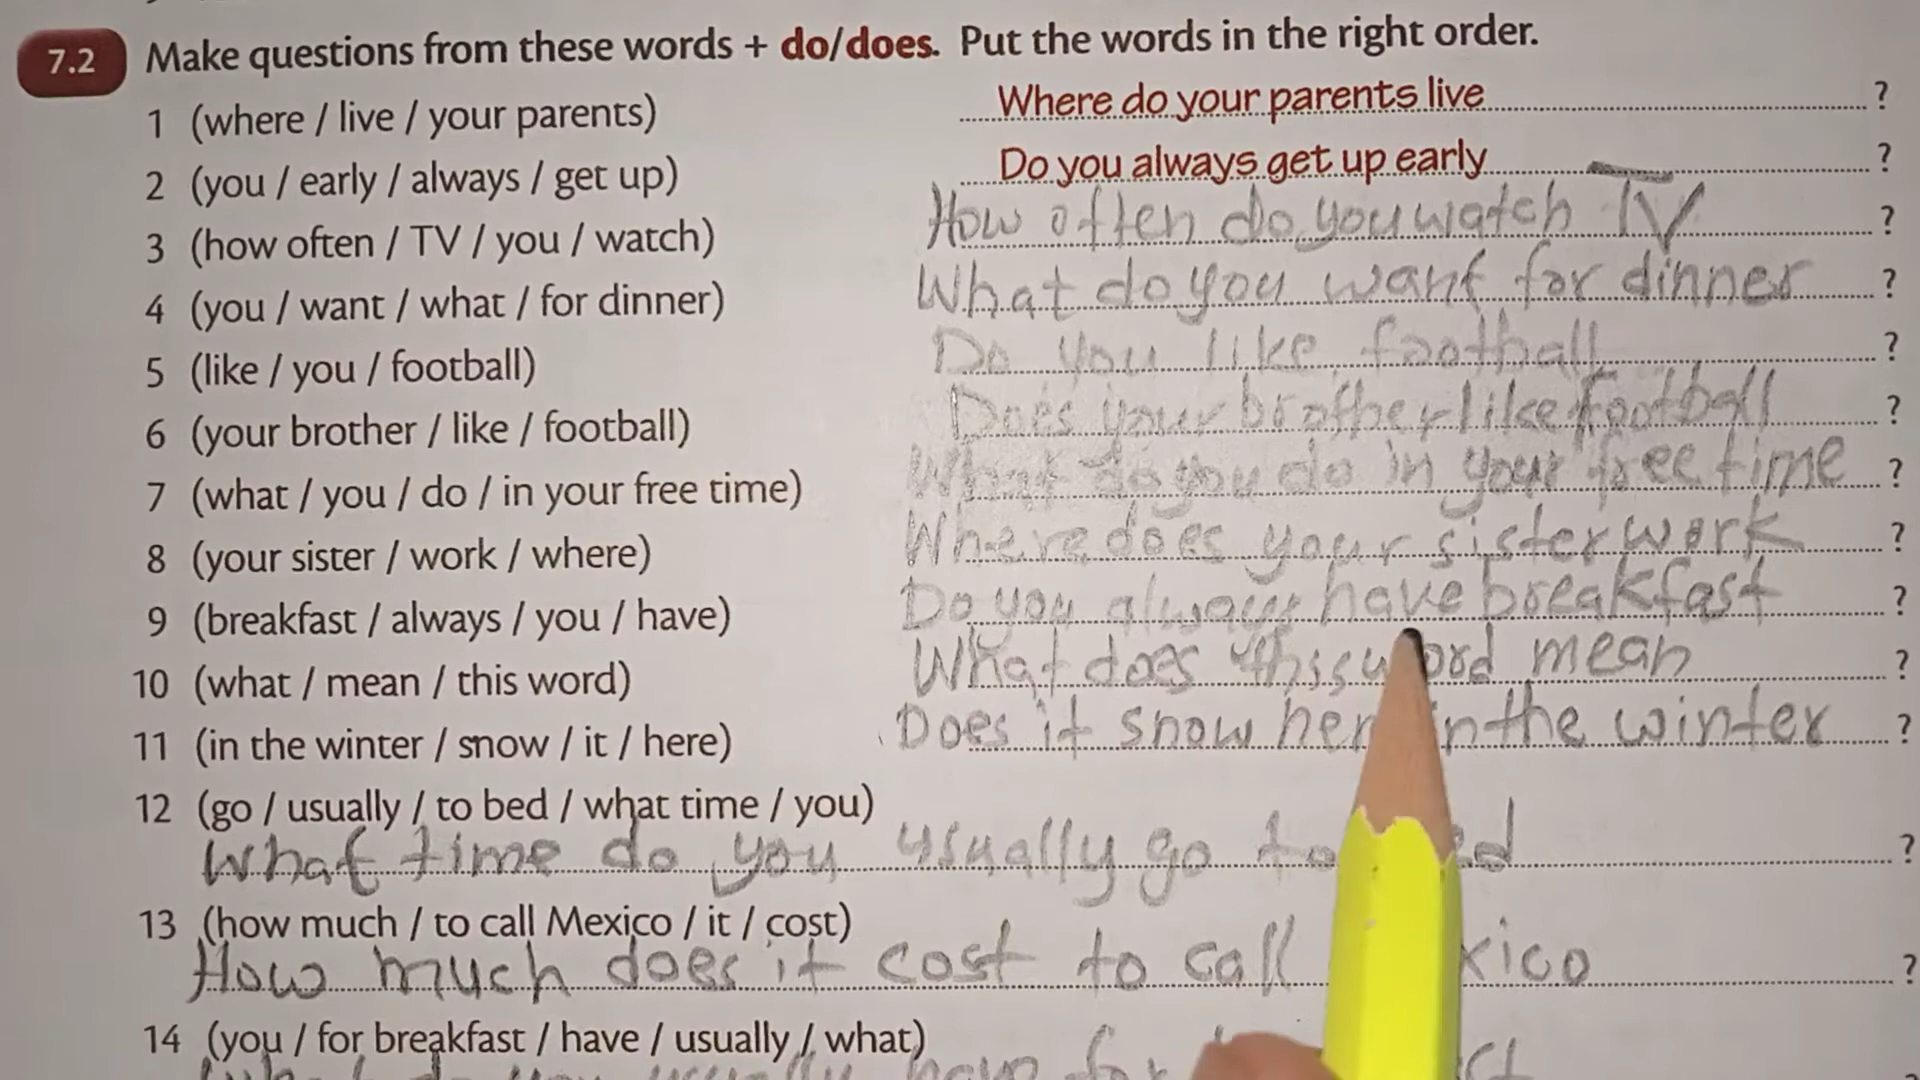 7.2 Make questions from these words + do/does. Put the words in the right order.
1 (where / live / your parents) Where do your parents live ?
2 (you / early / always / get up) Do you always get up early ?
3 (how often / TV / you / watch) How often do you watch TV ?
4 (you / want / what / for dinner) What do you want for dinner ?
5 (like / you / football) Do you like football ?
6 (your brother / like / football) Does your brother like football ?
7 (what / you / do / in your free time) What do you do in your free time ?
8 (your sister / work / where) Where does your sister work ?
9 (breakfast / always / you / have) Do you always have breakfast ?
10 (what / mean / this word) What does this word mean ?
11 (in the winter / snow / it / here) Does it snow in the winter ?
12 (go / usually / to bed / what time / you)
What time do you usually go to ?
13 (how much / to call Mexico / it / cost)
How much does it cost to call ?
14 (you / for breakfast / have / usually / what)
you usually